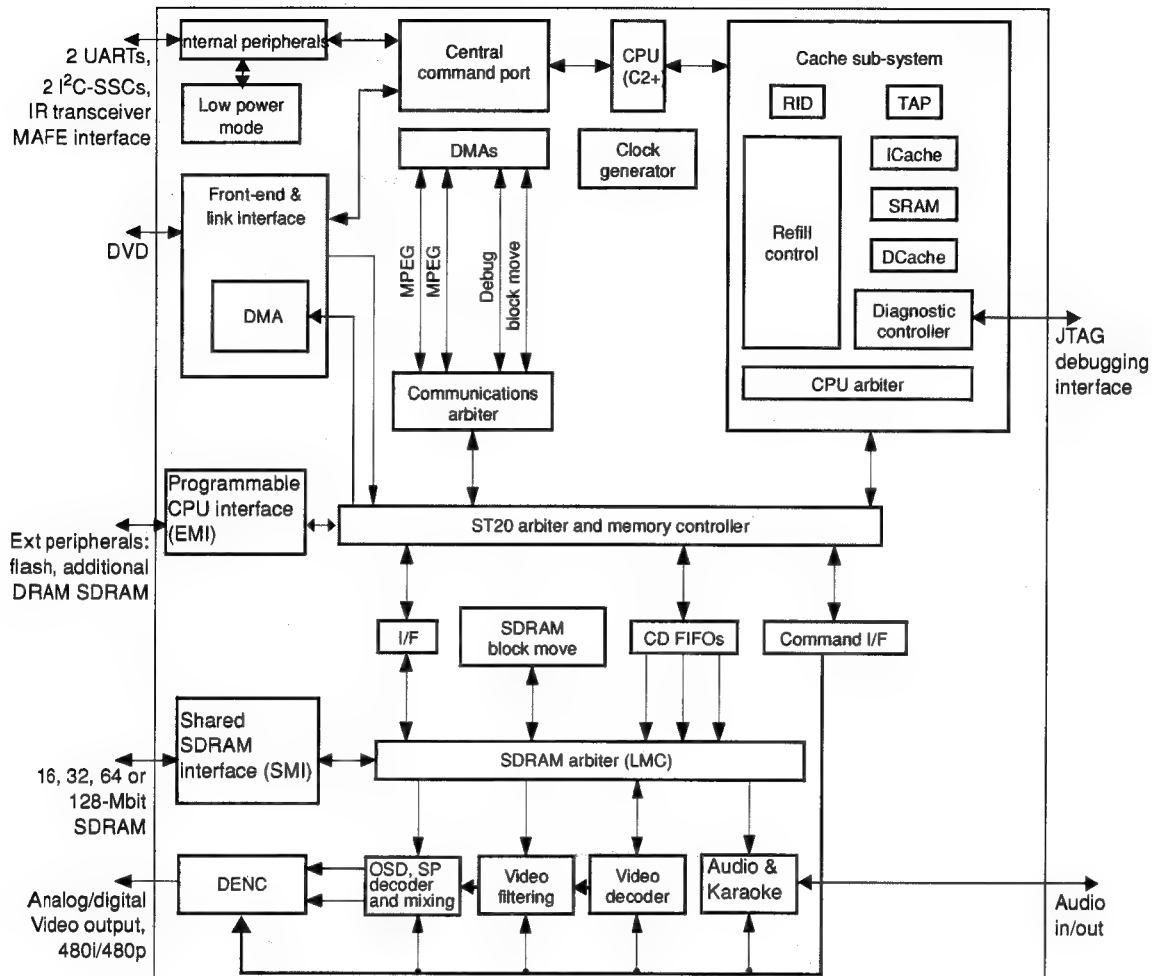 2 UARTs,
2 I²C-SSCs,
IR transceiver
MAFE interface
Internal peripherals
Low power
mode
Central
command port
CPU
(C2+)
Cache sub-system
RID
TAP
ICache
SRAM
DCache
Refill
control
Diagnostic
controller
CPU arbiter
JTAG
debugging
interface
DMAs
Clock
generator
Front-end &
link interface
DMA
DVD
MPEG
MPEG
Debug
block move
Communications
arbiter
Programmable
CPU interface
(EMI)
Ext peripherals:
flash, additional
DRAM SDRAM
ST20 arbiter and memory controller
I/F
SDRAM
block move
CD FIFOs
Command I/F
Shared
SDRAM
interface (SMI)
16, 32, 64 or
128-Mbit
SDRAM
SDRAM arbiter (LMC)
DENC
OSD, SP
decoder
and mixing
Video
filtering
Video
decoder
Audio &
Karaoke
Analog/digital
Video output,
480i/480p
Audio
in/out